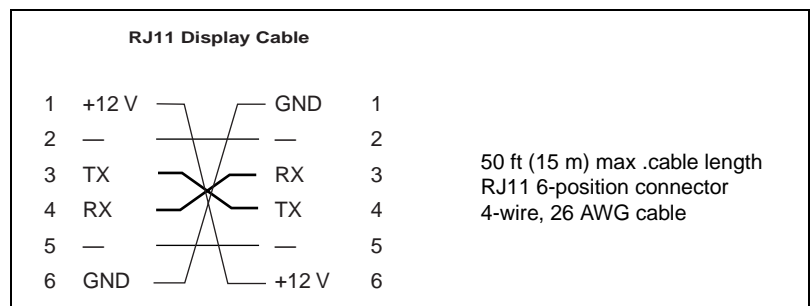 RJ11 Display Cable
1 +12 V GND 1
2 — — 2
3 TX RX 3
4 RX TX 4
5 — — 5
6 GND +12 V 6
50 ft (15 m) max .cable length
RJ11 6-position connector
4-wire, 26 AWG cable